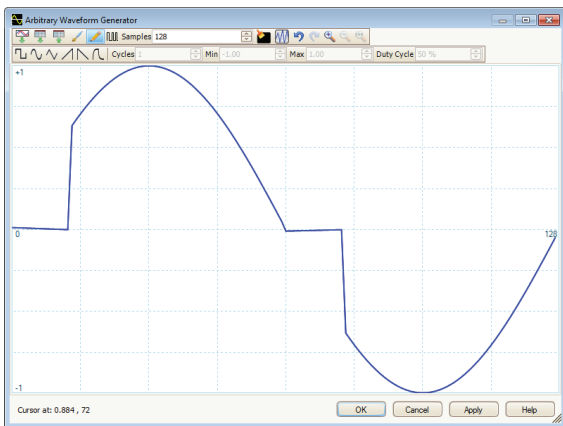 Arbitrary Waveform Generator
Samples 128
Cycles 1 Min -1.00 Max 1.00 Duty Cycle 50 %
+1
0
128
-1
Cursor at: 0.884 , 72
OK Cancel Apply Help